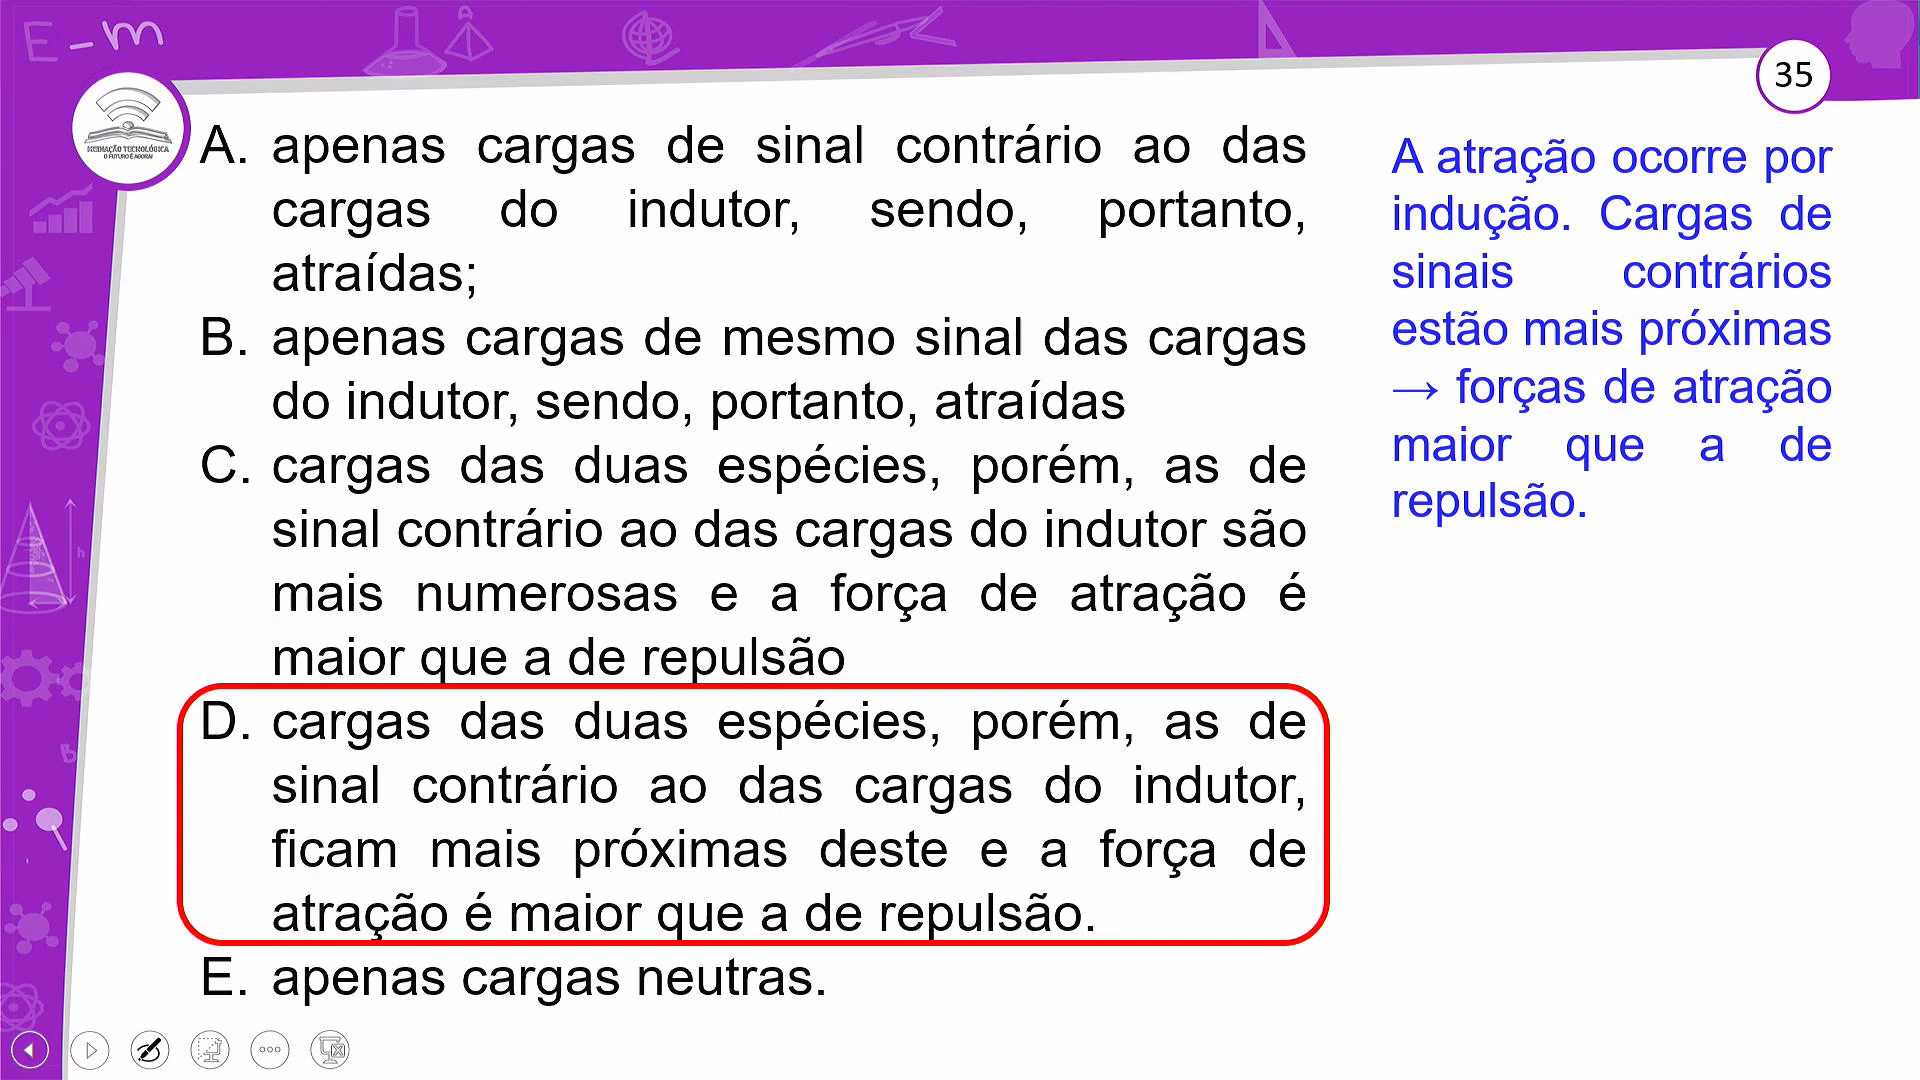 E-m
35
MEDIAÇÃO TECNOLÓGICA
O FUTURO É AGORA!
A. apenas cargas de sinal contrário ao das
cargas do indutor, sendo, portanto,
atraídas;
B. apenas cargas de mesmo sinal das cargas
do indutor, sendo, portanto, atraídas
C. cargas das duas espécies, porém, as de
sinal contrário ao das cargas do indutor são
mais numerosas e a força de atração é
maior que a de repulsão
D. cargas das duas espécies, porém, as de
sinal contrário ao das cargas do indutor,
ficam mais próximas deste e a força de
atração é maior que a de repulsão.
E. apenas cargas neutras.
A atração ocorre por
indução. Cargas de
sinais contrários
estão mais próximas
→ forças de atração
maior que a de
repulsão.